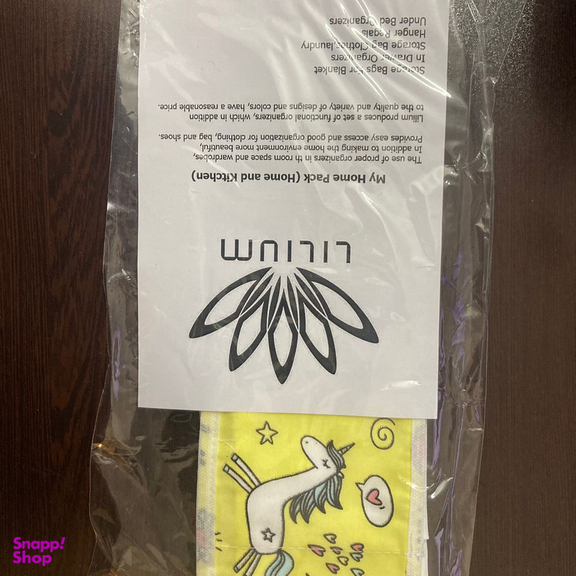 LILIUM
My Home Pack (Home and Kitchen)
The use of proper organizers in th room space and wardrobes,
In addition to making the home environment more beautiful,
Provides easy access and good organization for clothing, bag and shoes.
Lilium produces a set of functional organizers, which in addition
to the quality and variety of designs and colors, have a reasonable price.
Storage Bags For Blanket
In Drawer Organizers
Storage Bag Clothes,laundry
Hanger Regals
Under Bed Organizers
Snapp!
Shop